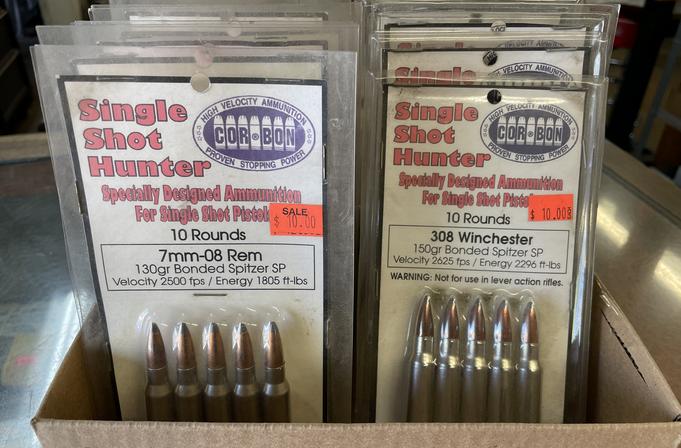 Single
Shot
Hunter
HIGH VELOCITY AMMUNITION
COR®BON
PROVEN STOPPING POWER
Specially Designed Ammunition
For Single Shot
SALE
$ 10.00
10 Rounds
7mm-08 Rem
130gr Bonded Spitzer SP
Velocity 2500 fps / Energy 1805 ft-lbs
Single
Single
Single
Shot
Hunter
HIGH VELOCITY AMMUNITION
COR®BON
PROVEN STOPPING POWER
Specially Designed Ammunition
For Single Shot
$ 10.00
10 Rounds
308 Winchester
150gr Bonded Spitzer SP
Velocity 2625 fps / Energy 2296 ft-lbs
WARNING: Not for use in lever action rifles.